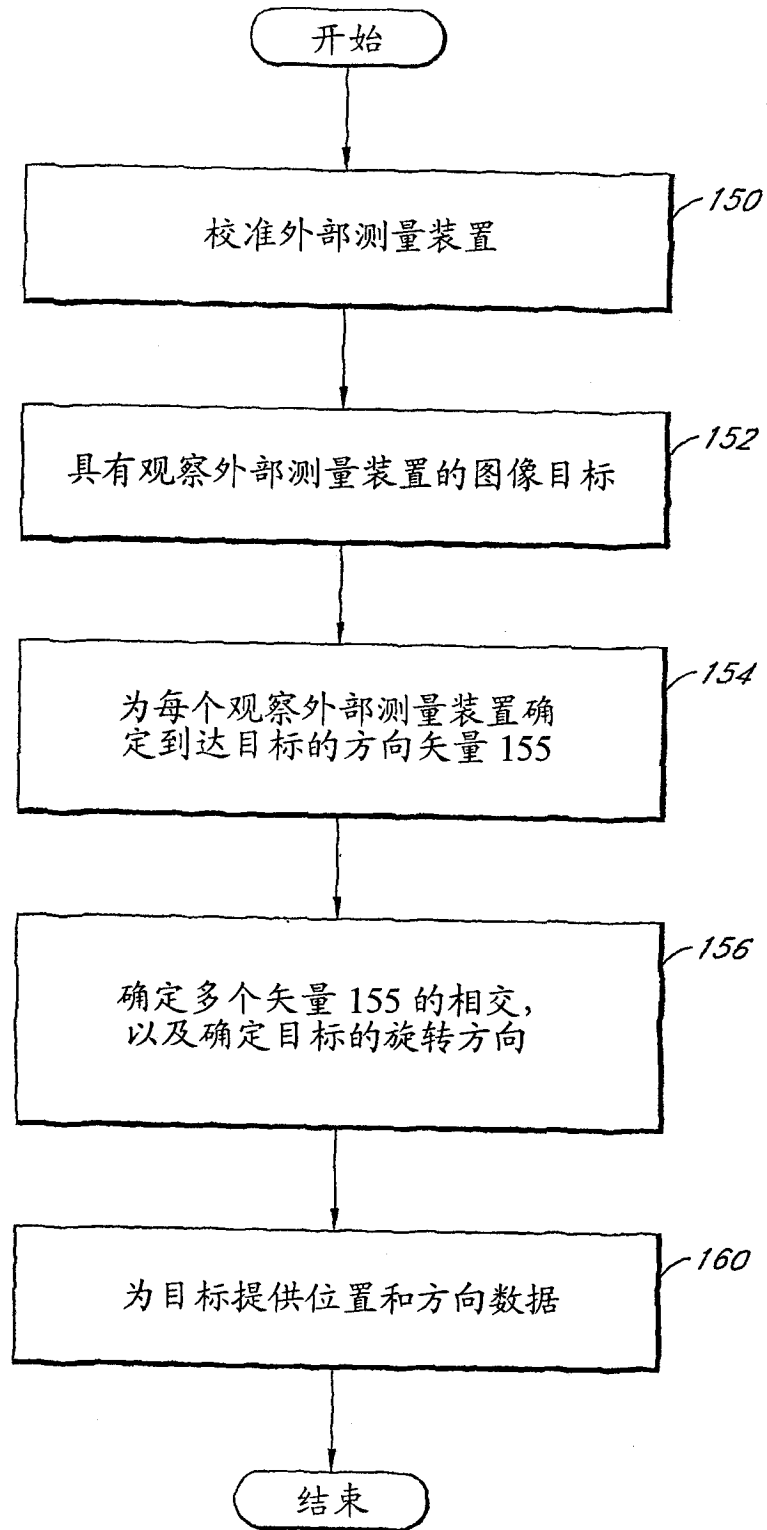 开始
校准外部测量装置
150
具有观察外部测量装置的图像目标
152
为每个观察外部测量装置确
定到达目标的方向矢量 155
154
确定多个矢量 155 的相交，
以及确定目标的旋转方向
156
为目标提供位置和方向数据
160
结束